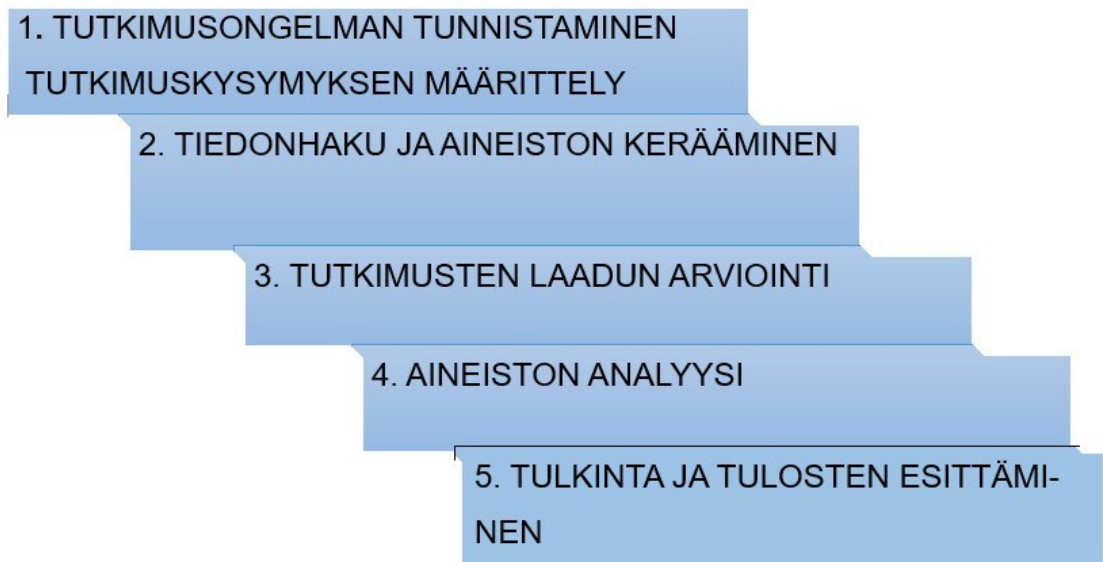 1. TUTKIMUSONGELMAN TUNNISTAMINEN
TUTKIMUSKYSYMYKSEN MÄÄRITTELY
2. TIEDONHAKU JA AINEISTON KERÄÄMINEN
3. TUTKIMUSTEN LAADUN ARVIOINTI
4. AINEISTON ANALYYSI
5. TULKINTA JA TULOSTEN ESITTÄMI-
NEN